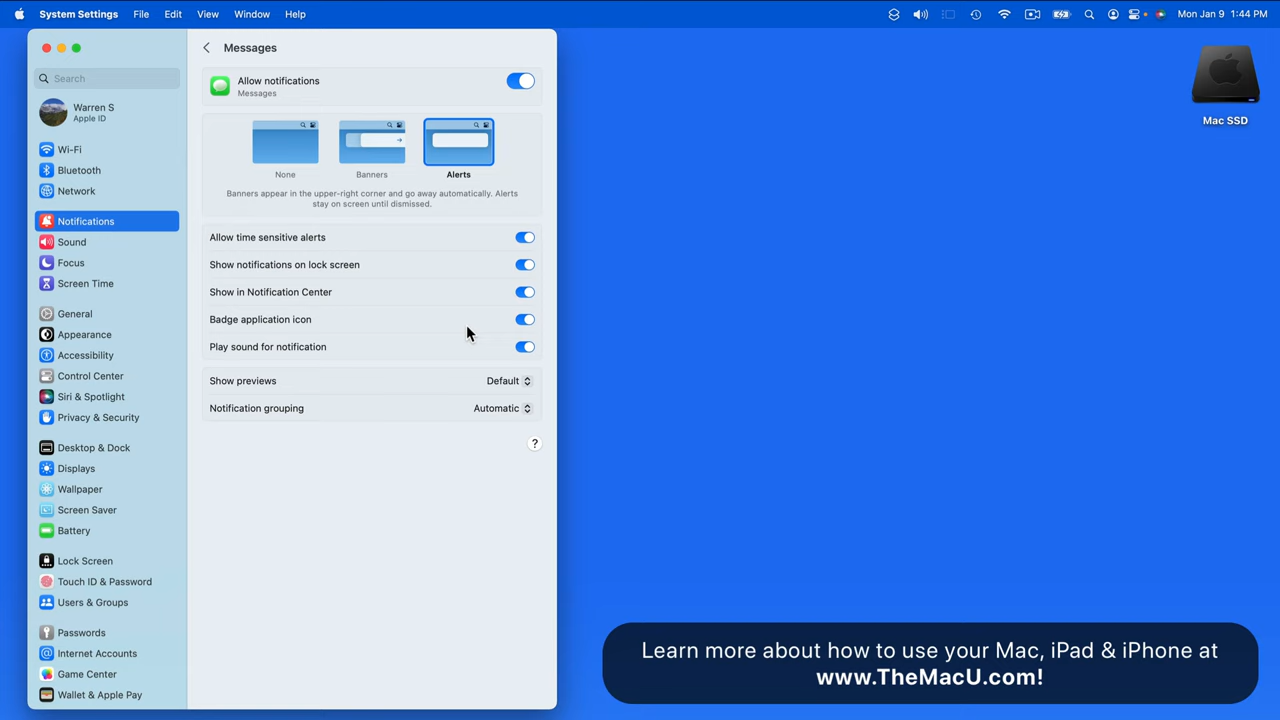 System Settings File Edit View Window Help Mon Jan 9 1:44 PM
Search
Warren S
Apple ID
Wi-Fi
Bluetooth
Network
Notifications
Sound
Focus
Screen Time
General
Appearance
Accessibility
Control Center
Siri & Spotlight
Privacy & Security
Desktop & Dock
Displays
Wallpaper
Screen Saver
Battery
Lock Screen
Touch ID & Password
Users & Groups
Passwords
Internet Accounts
Game Center
Wallet & Apple Pay
Messages
Allow notifications
Messages
None Banners Alerts
Banners appear in the upper-right corner and go away automatically. Alerts
stay on screen until dismissed.
Allow time sensitive alerts
Show notifications on lock screen
Show in Notification Center
Badge application icon
Play sound for notification
Show previews Default
Notification grouping Automatic
?
Mac SSD
Learn more about how to use your Mac, iPad & iPhone at
www.TheMacU.com!